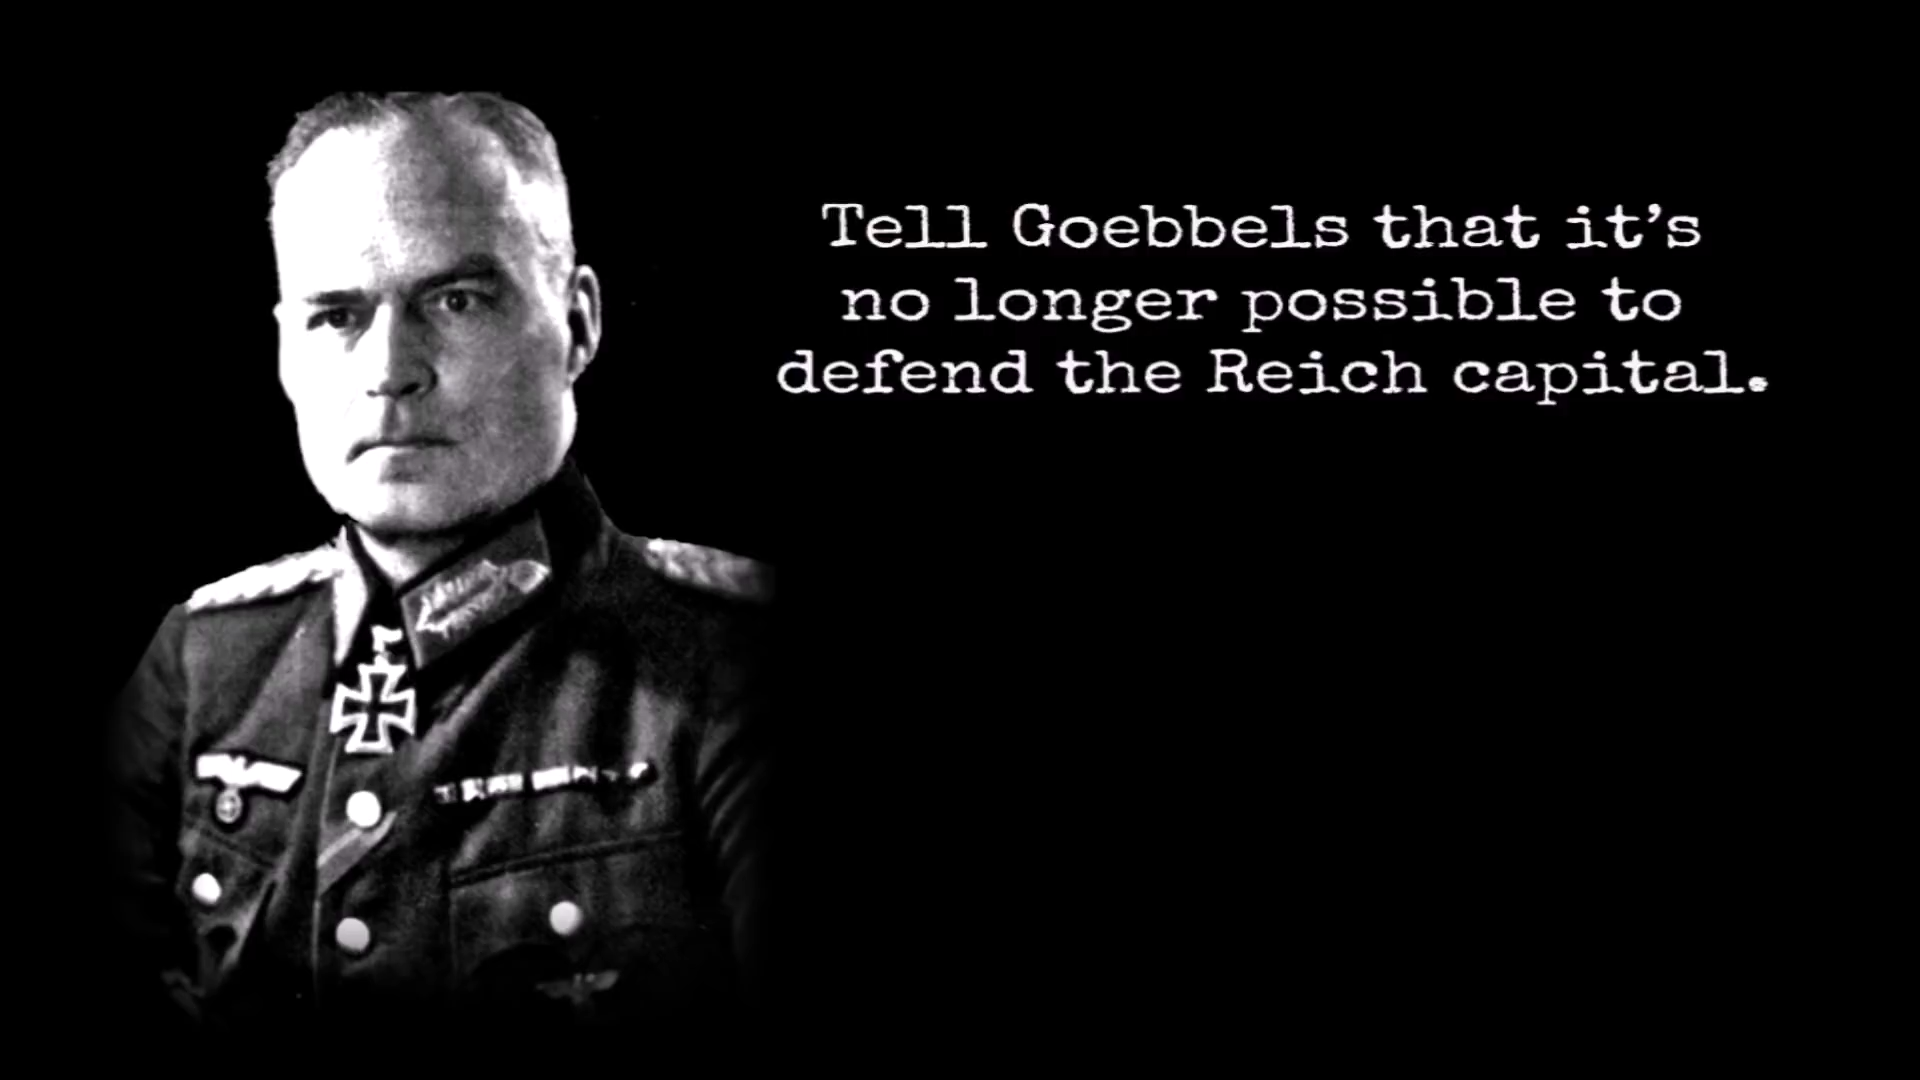 Tell Goebbels that it’s
no longer possible to
defend the Reich capital.